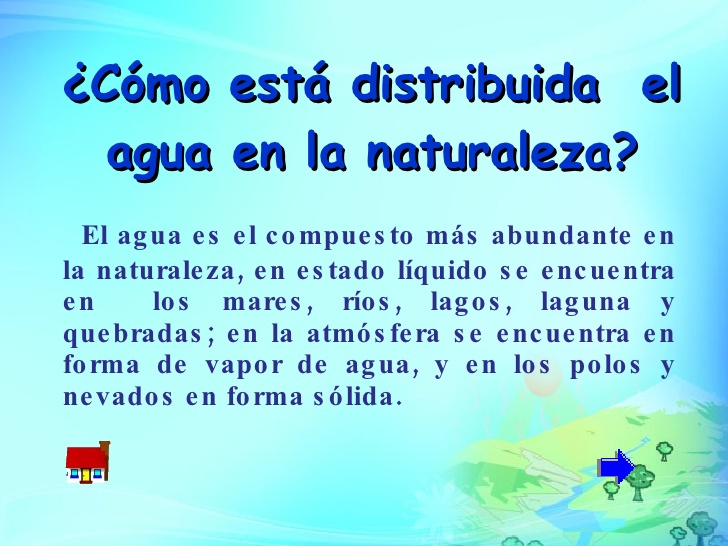 ¿Cómo está distribuida el
agua en la naturaleza?
El agua es el compuesto más abundante en
la naturaleza, en estado líquido se encuentra
en los mares, ríos, lagos, laguna y
quebradas; en la atmósfera se encuentra en
forma de vapor de agua, y en los polos y
nevados en forma sólida.